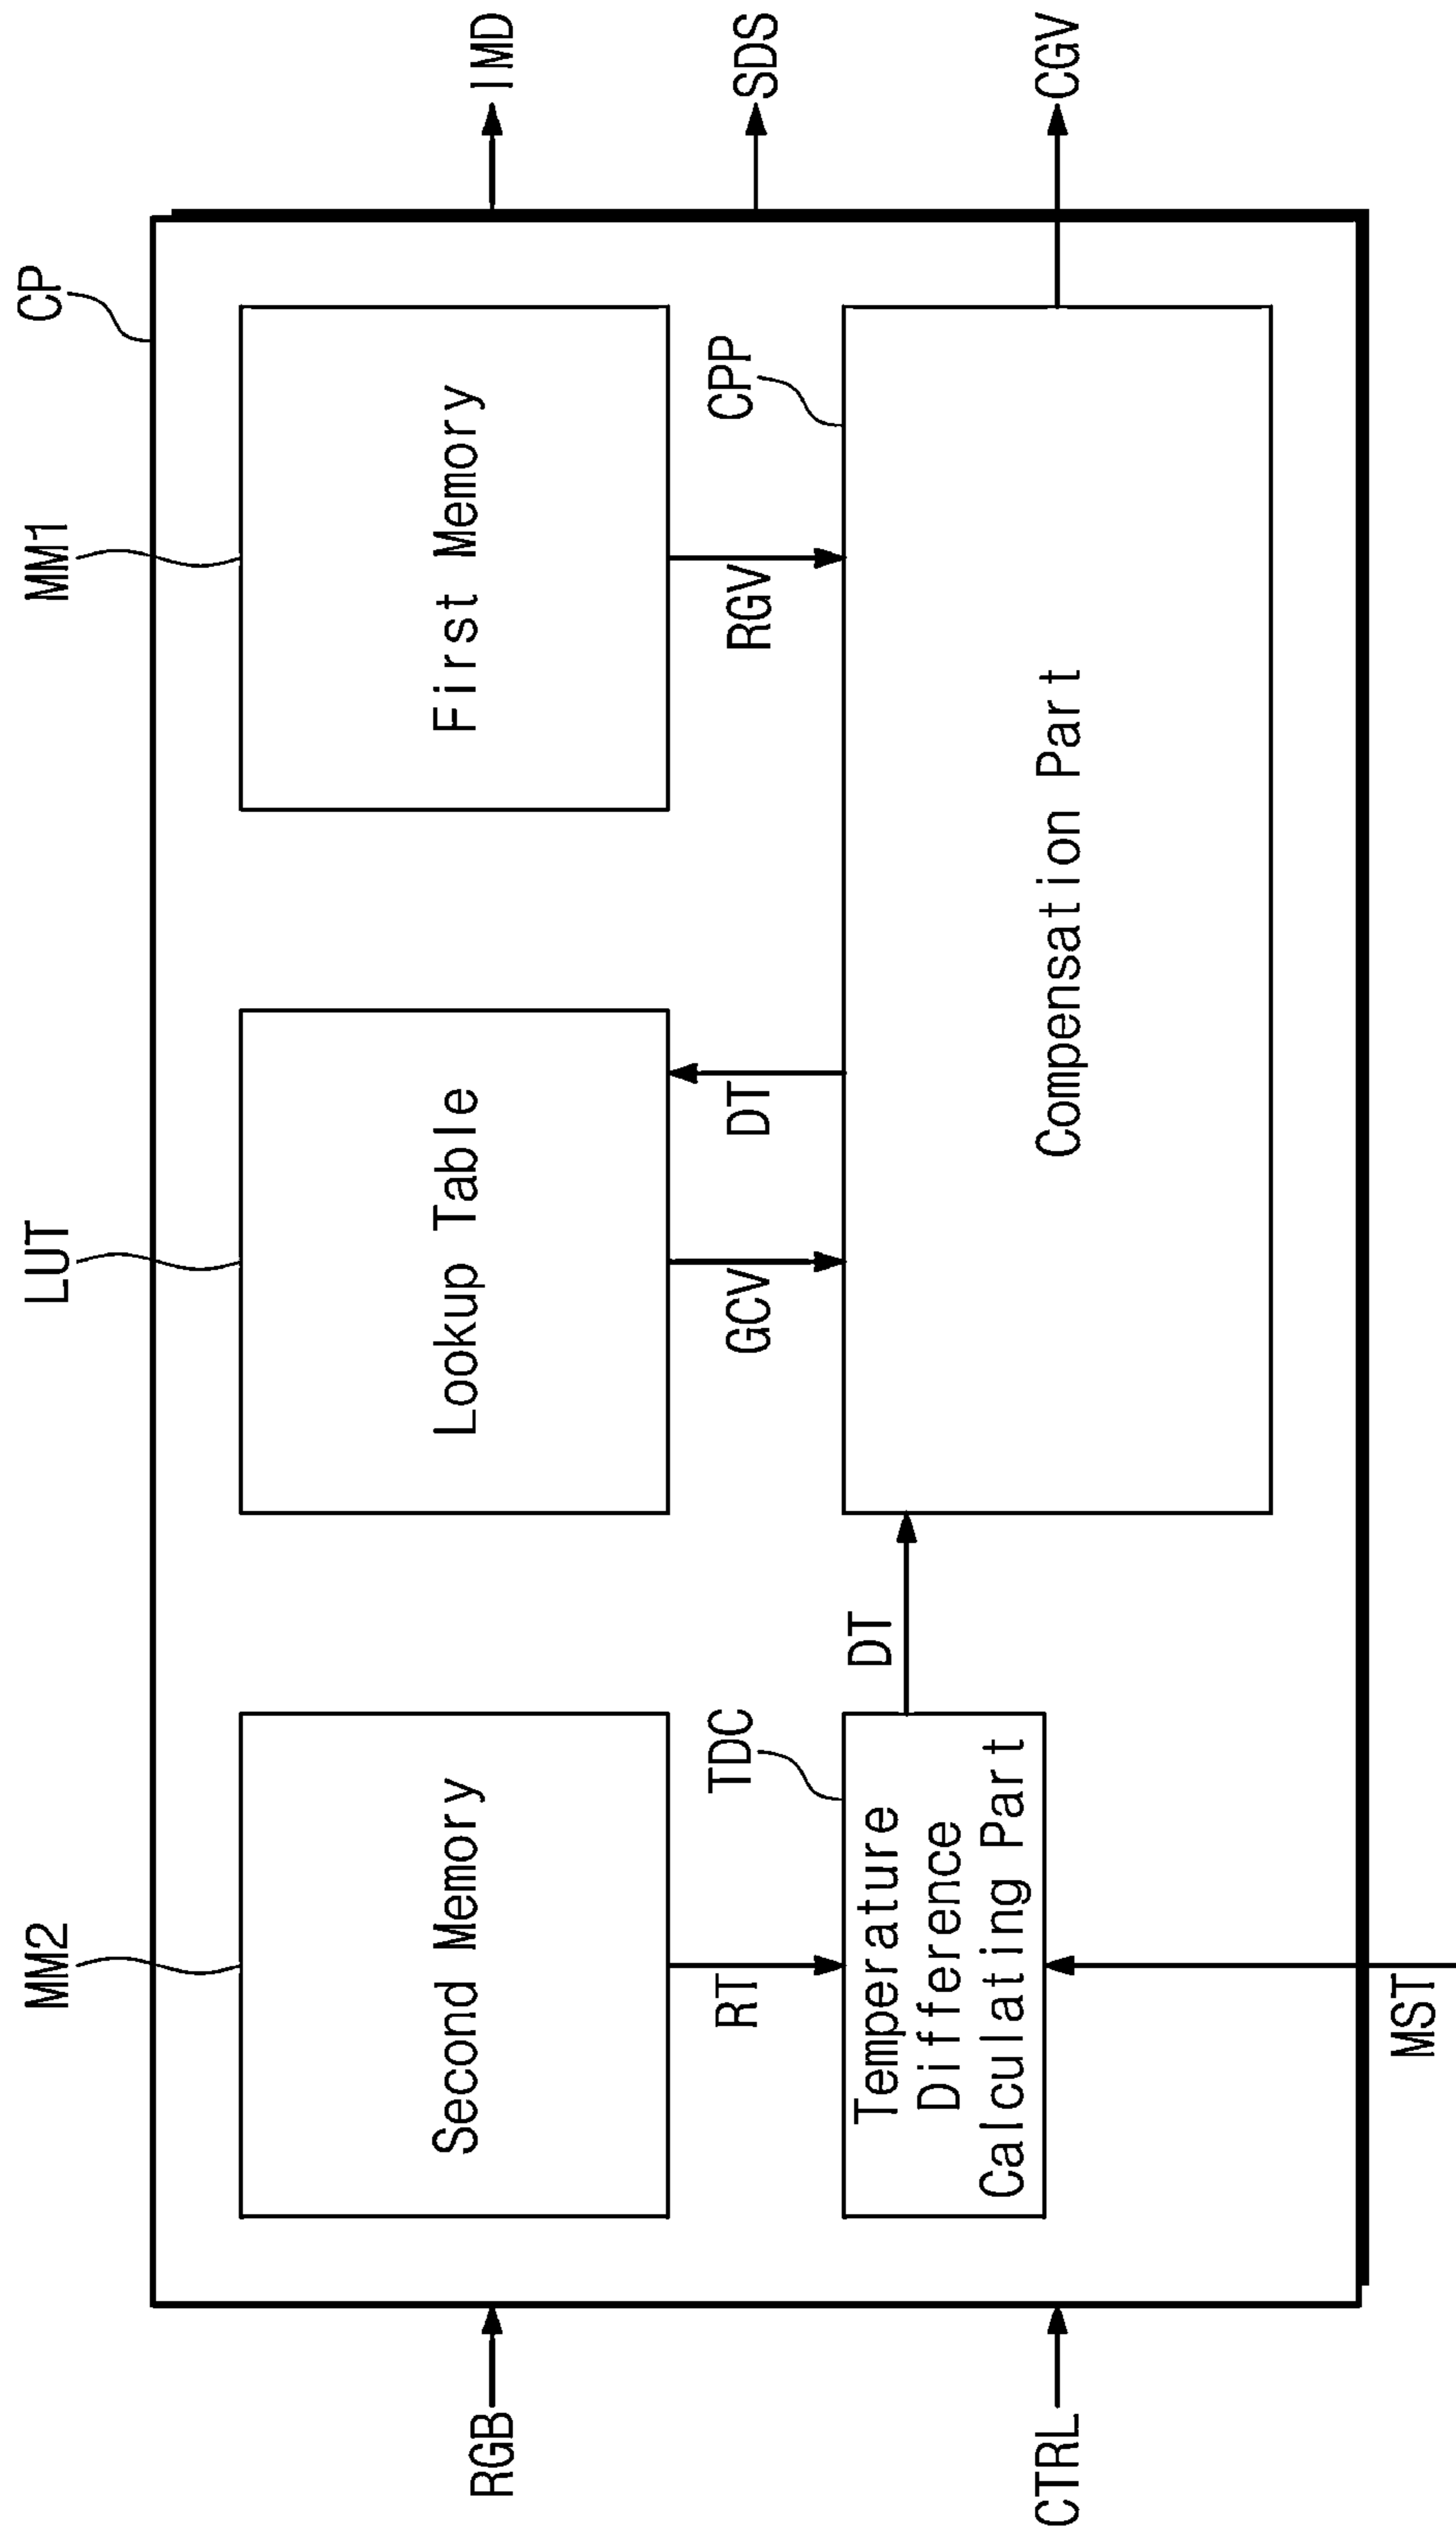 CP
MM2
LUT
MM1
Second Memory
Lookup Table
First Memory
RGB
IMD
RT
TDC
GCV
DT
RGV
CPP
SDS
DT
Temperature
Difference
Calculating Part
Compensation Part
CTRL
CGV
MST